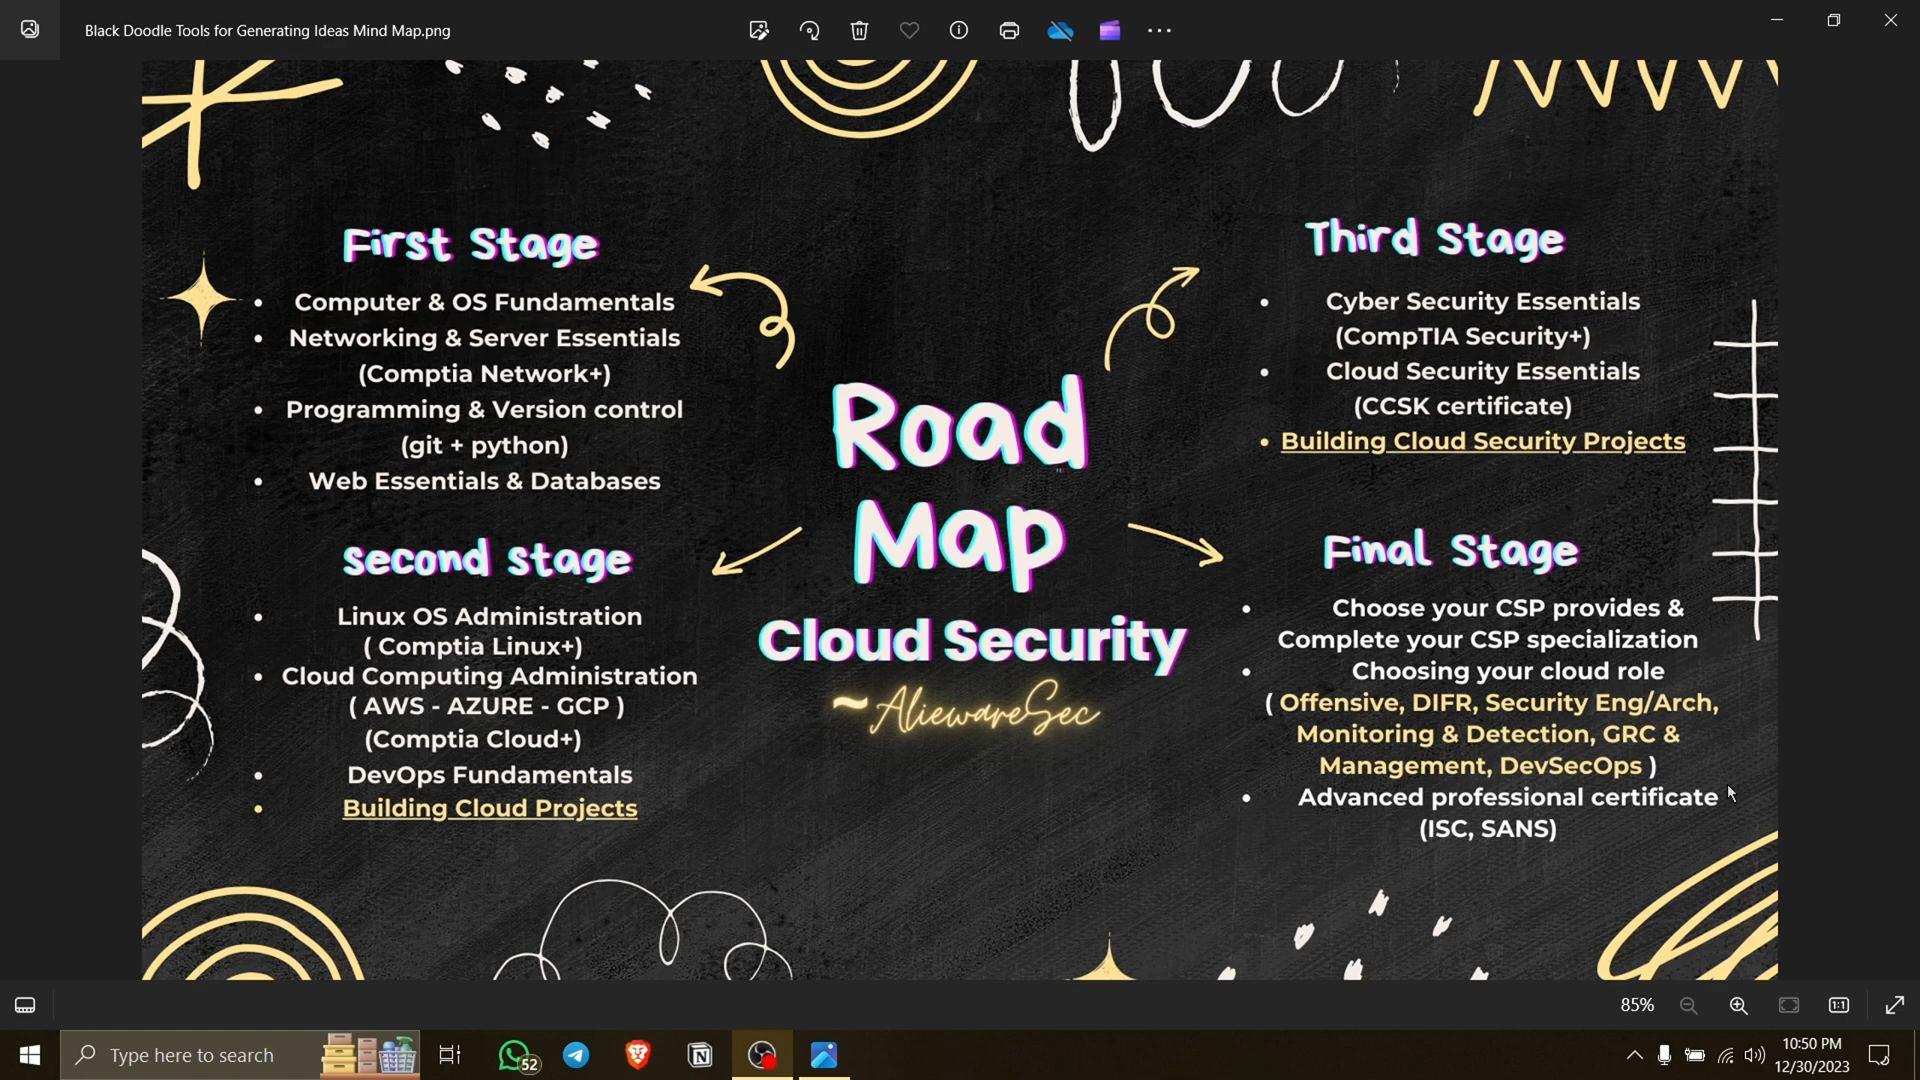 Black Doodle Tools for Generating Ideas Mind Map.png
First Stage
• Computer & OS Fundamentals
• Networking & Server Essentials
(Comptia Network+)
• Programming & Version control
(git + python)
• Web Essentials & Databases
Second Stage
• Linux OS Administration
( Comptia Linux+)
• Cloud Computing Administration
( AWS - AZURE - GCP )
(Comptia Cloud+)
• DevOps Fundamentals
• Building Cloud Projects
Road
Map
Cloud Security
~AliewareSec
Third Stage
• Cyber Security Essentials
(CompTIA Security+)
• Cloud Security Essentials
(CCSK certificate)
• Building Cloud Security Projects
Final Stage
• Choose your CSP provides &
Complete your CSP specialization
• Choosing your cloud role
( Offensive, DIFR, Security Eng/Arch,
Monitoring & Detection, GRC &
Management, DevSecOps )
• Advanced professional certificate
(ISC, SANS)
85%
1:1
Type here to search
52
10:50 PM
12/30/2023